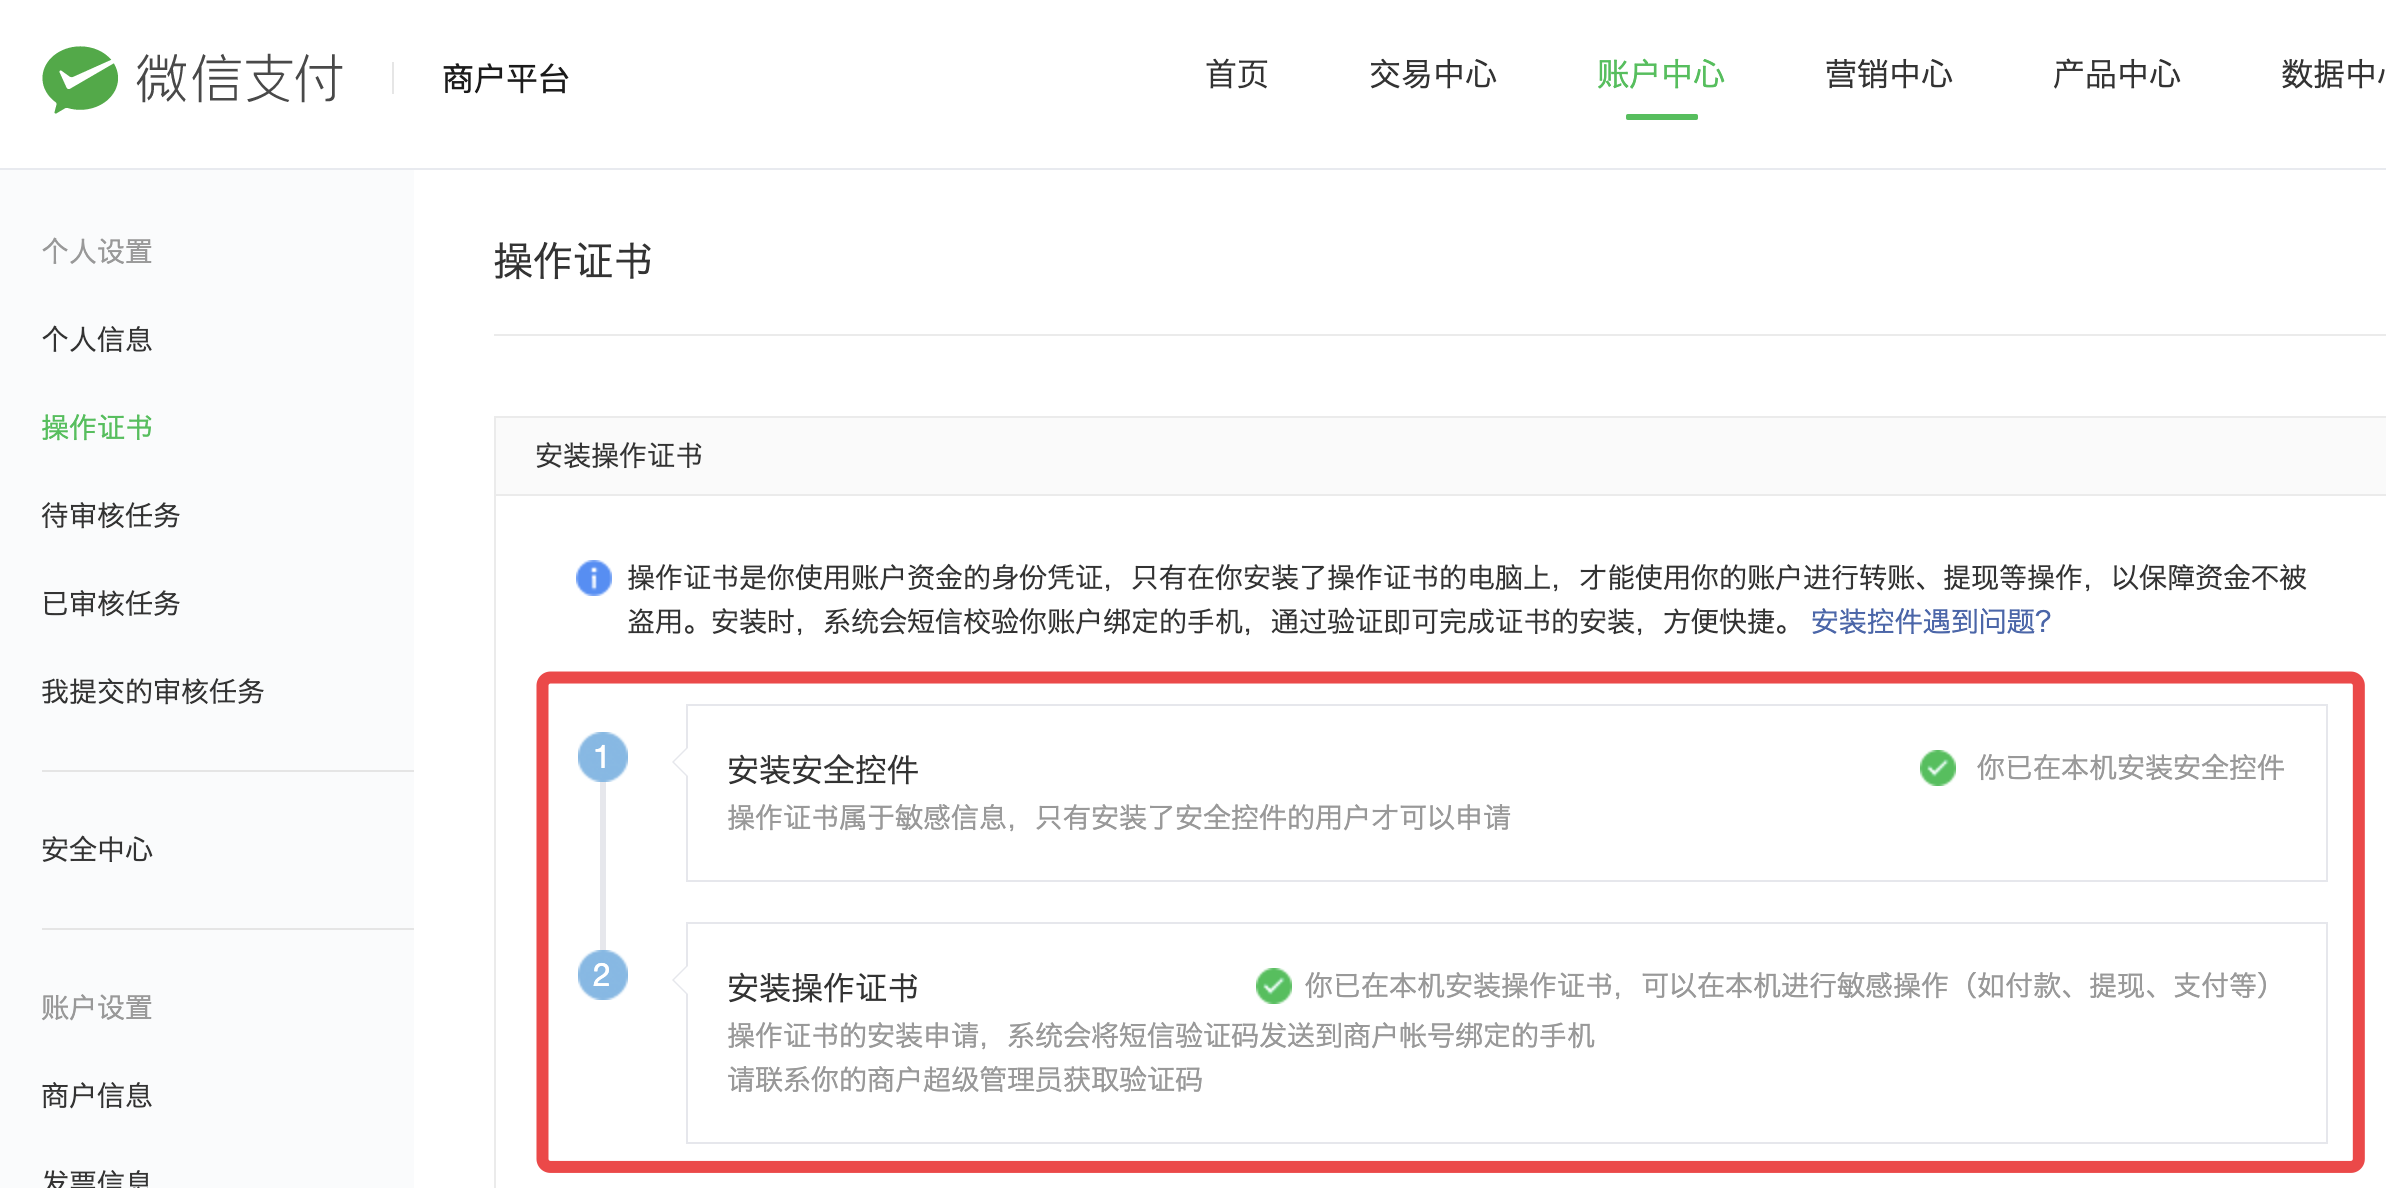 微信支付
商户平台
首页
交易中心
账户中心
营销中心
产品中心
数据中
个人设置
个人信息
操作证书
待审核任务
已审核任务
我提交的审核任务
安全中心
账户设置
商户信息
发票信息
操作证书
安装操作证书
操作证书是你使用账户资金的身份凭证，只有在你安装了操作证书的电脑上，才能使用你的账户进行转账、提现等操作，以保障资金不被
盗用。安装时，系统会短信校验你账户绑定的手机，通过验证即可完成证书的安装，方便快捷。 安装控件遇到问题?
1
安装安全控件
你已在本机安装安全控件
操作证书属于敏感信息，只有安装了安全控件的用户才可以申请
2
安装操作证书
你已在本机安装操作证书，可以在本机进行敏感操作（如付款、提现、支付等）
操作证书的安装申请，系统会将短信验证码发送到商户帐号绑定的手机
请联系你的商户超级管理员获取验证码